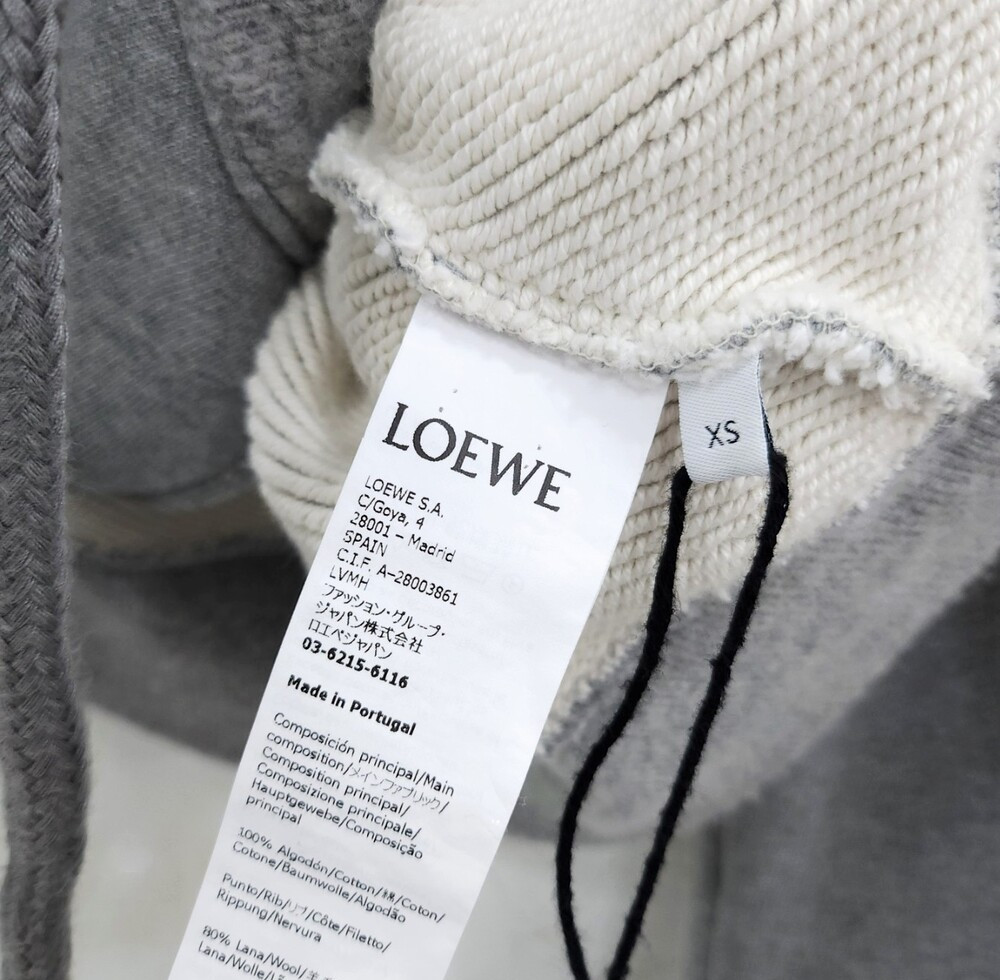 LOEWE
LOEWE S.A.
C/Goya, 4
28001 – Madrid
SPAIN
C.I.F. A-28003861
LVMH
ファッション・グループ・
ジャパン株式会社
ロエベジャパン
03-6215-6116
Made in Portugal
Composición principal/Main
composition/メインファブリック/
Composition principal/
Composizione principale/
Hauptgewebe/Composição
principal
100% Algodón/Cotton/綿/Coton/
Cotone/Baumwolle/Algodão
Punto/Rib/リブ/Côte/Filetto/
Rippung/Nervura
80% Lana/Wool/羊
Lana/Wolle/
XS